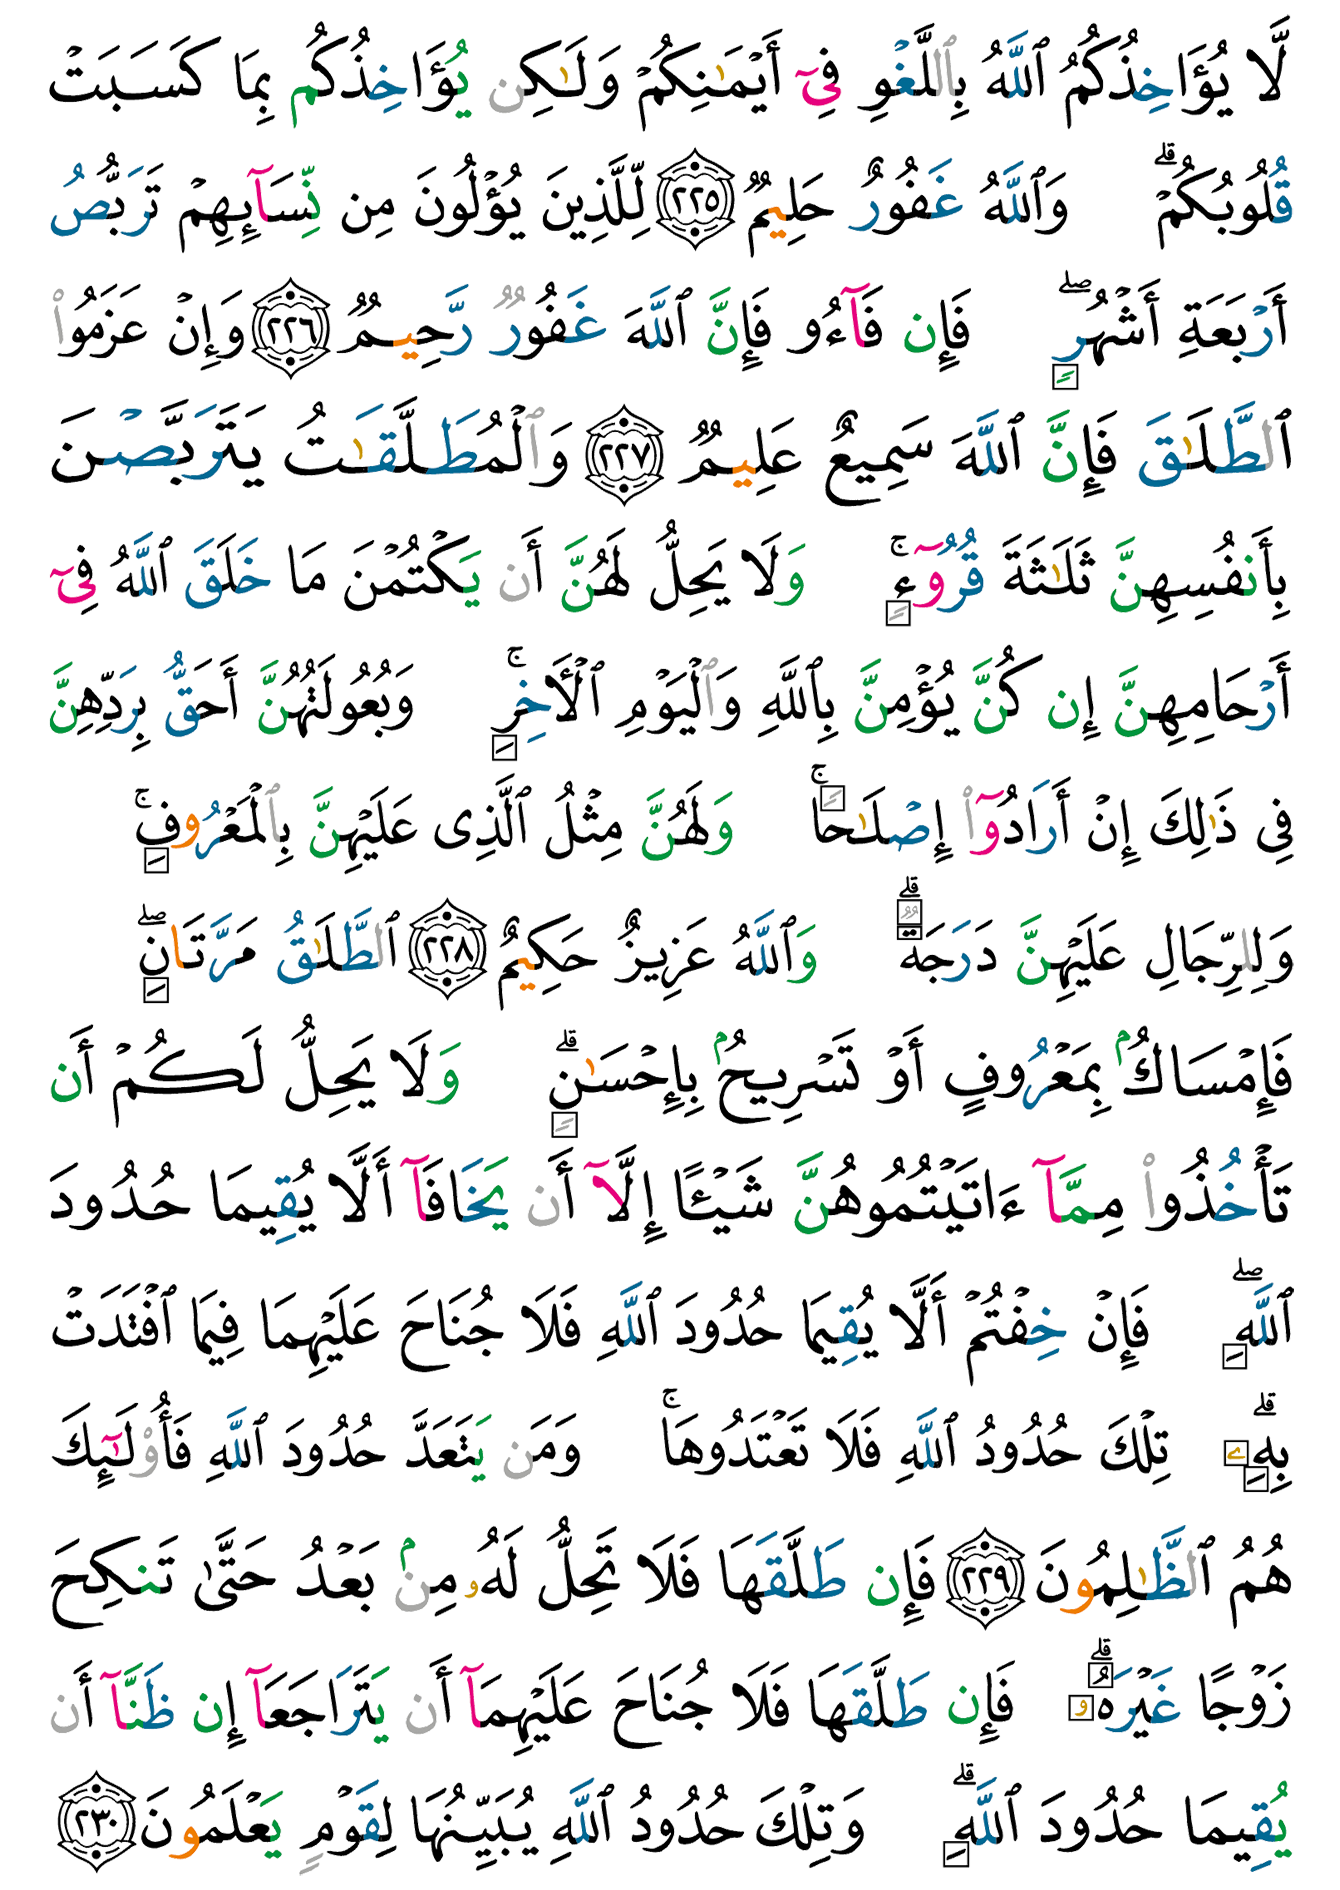 لَّا يُؤَاخِذُكُمُ ٱللَّهُ بِٱللَّغْوِ فِىٓ أَيْمَـٰنِكُمْ وَلَـٰكِن يُؤَاخِذُكُم بِمَا كَسَبَتْ
قُلُوبُكُمْ ۗ وَٱللَّهُ غَفُورٌ حَلِيمٌ ٢٢٥ لِّلَّذِينَ يُؤْلُونَ مِن نِّسَآئِهِمْ تَرَبُّصُ
أَرْبَعَةِ أَشْهُرٍ ۖ فَإِن فَآءُو فَإِنَّ ٱللَّهَ غَفُورٌ رَّحِيمٌ ٢٢٦ وَإِنْ عَزَمُوا۟
ٱلطَّلَـٰقَ فَإِنَّ ٱللَّهَ سَمِيعٌ عَلِيمٌ ٢٢٧ وَٱلْمُطَلَّقَـٰتُ يَتَرَبَّصْنَ
بِأَنفُسِهِنَّ ثَلَـٰثَةَ قُرُوٓءٍ ۚ وَلَا يَحِلُّ لَهُنَّ أَن يَكْتُمْنَ مَا خَلَقَ ٱللَّهُ فِىٓ
أَرْحَامِهِنَّ إِن كُنَّ يُؤْمِنَّ بِٱللَّهِ وَٱلْيَوْمِ ٱلْـَٔاخِرِ ۚ وَبُعُولَتُهُنَّ أَحَقُّ بِرَدِّهِنَّ
فِى ذَٰلِكَ إِنْ أَرَادُوٓا۟ إِصْلَـٰحًا ۚ وَلَهُنَّ مِثْلُ ٱلَّذِى عَلَيْهِنَّ بِٱلْمَعْرُوفِ ۚ
وَلِلرِّجَالِ عَلَيْهِنَّ دَرَجَةٌ ۗ وَٱللَّهُ عَزِيزٌ حَكِيمٌ ٢٢٨ ٱلطَّلَـٰقُ مَرَّتَانِ ۖ
فَإِمْسَاكٌۢ بِمَعْرُوفٍ أَوْ تَسْرِيحٌۢ بِإِحْسَـٰنٍ ۗ وَلَا يَحِلُّ لَكُمْ أَن
تَأْخُذُوا۟ مِمَّآ ءَاتَيْتُمُوهُنَّ شَيْـًٔا إِلَّآ أَن يَخَافَآ أَلَّا يُقِيمَا حُدُودَ
ٱللَّهِ ۖ فَإِنْ خِفْتُمْ أَلَّا يُقِيمَا حُدُودَ ٱللَّهِ فَلَا جُنَاحَ عَلَيْهِمَا فِيمَا ٱفْتَدَتْ
بِهِۦ ۗ تِلْكَ حُدُودُ ٱللَّهِ فَلَا تَعْتَدُوهَا ۚ وَمَن يَتَعَدَّ حُدُودَ ٱللَّهِ فَأُو۟لَـٰٓئِكَ
هُمُ ٱلظَّـٰلِمُونَ ٢٢٩ فَإِن طَلَّقَهَا فَلَا تَحِلُّ لَهُۥ مِنۢ بَعْدُ حَتَّىٰ تَنكِحَ
زَوْجًا غَيْرَهُۥ ۗ فَإِن طَلَّقَهَا فَلَا جُنَاحَ عَلَيْهِمَآ أَن يَتَرَاجَعَآ إِن ظَنَّآ أَن
يُقِيمَا حُدُودَ ٱللَّهِ ۗ وَتِلْكَ حُدُودُ ٱللَّهِ يُبَيِّنُهَا لِقَوْمٍ يَعْلَمُونَ ٢٣٠